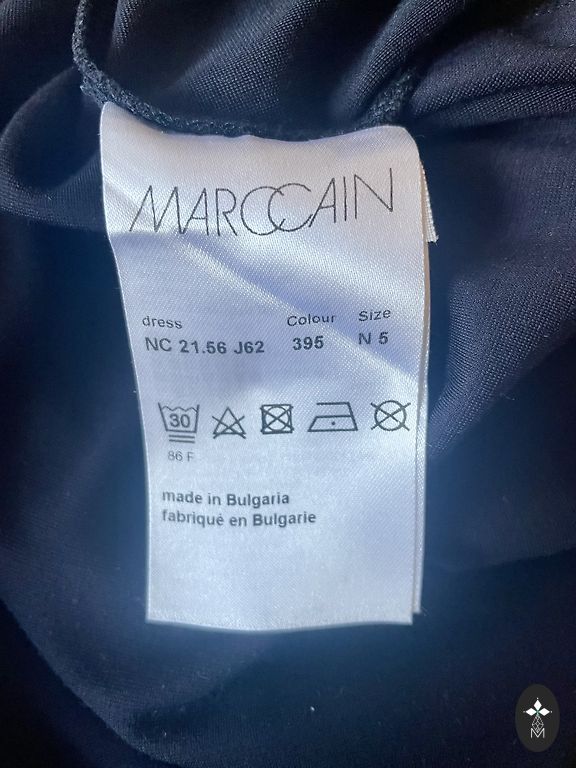 MARCCAIN
dress Colour Size
NC 21.56 J62 395 N 5
30
86 F
made in Bulgaria
fabriqué en Bulgarie
M